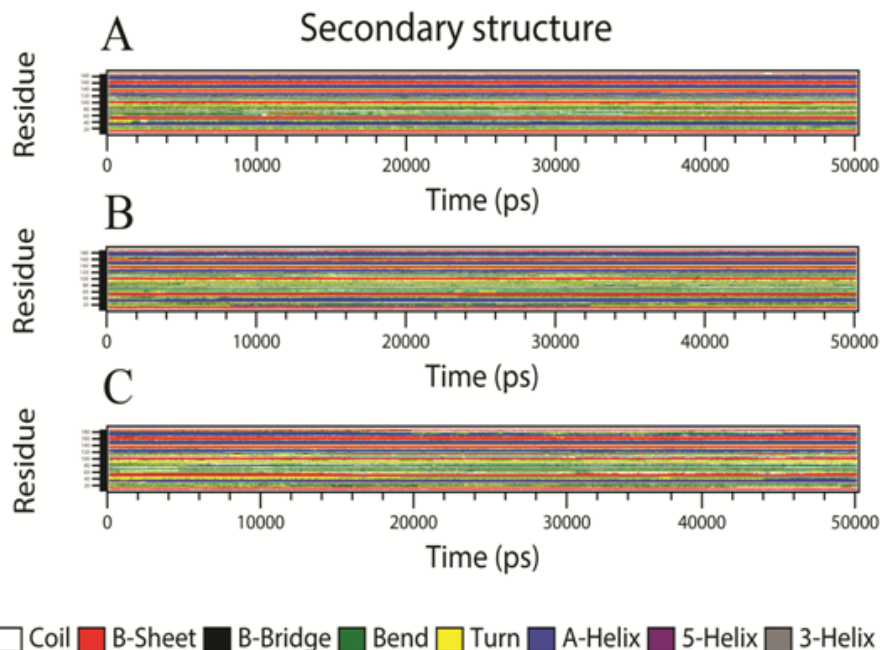 Secondary structure
A
Residue
0 10000 20000 30000 40000 50000
Time (ps)
B
Residue
0 10000 20000 30000 40000 50000
Time (ps)
C
Residue
0 10000 20000 30000 40000 50000
Time (ps)
Coil B-Sheet B-Bridge Bend Turn A-Helix 5-Helix 3-Helix